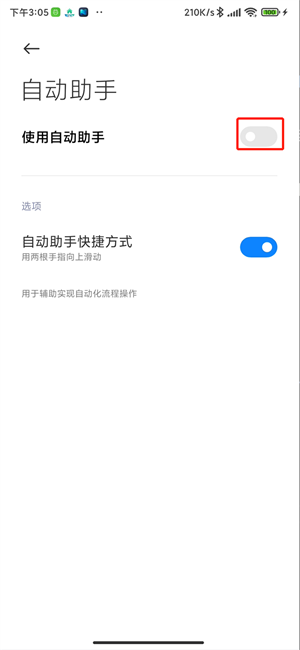 下午3:05 210K/s 100
自动助手
使用自动助手
选项
自动助手快捷方式
用两根手指向上滑动
用于辅助实现自动化流程操作